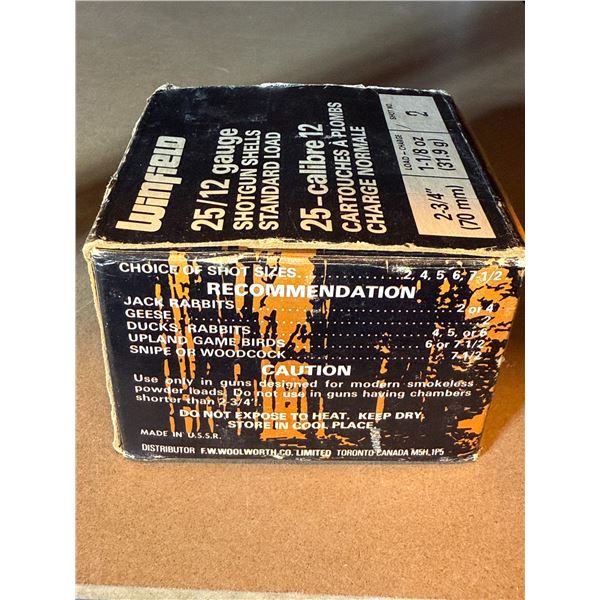 Winfield
25/12 gauge
SHOTGUN SHELLS
STANDARD LOAD
25-calibre 12
CARTOUCHES À PLOMBS
CHARGE NORMALE
2-3/4"
(70 mm)
LOAD - CHARGE
1-1/8 oz
(31.9 g)
SHOT NO.
2
CHOICE OF SHOT SIZES.................2, 4, 5, 6, 7-1/2
RECOMMENDATION
JACK RABBITS.................2 or 4
GEESE.................2
DUCKS, RABBITS.................4, 5, or 6
UPLAND GAME BIRDS.................6 or 7-1/2
SNIPE OR WOODCOCK.................7-1/2
CAUTION
Use only in guns designed for modern smokeless
powder loads. Do not use in guns having chambers
shorter than 2-3/4".
DO NOT EXPOSE TO HEAT. KEEP DRY,
STORE IN COOL PLACE.
MADE IN U.S.S.R.
DISTRIBUTOR F.W.WOOLWORTH.CO. LIMITED TORONTO CANADA M5H.1P5